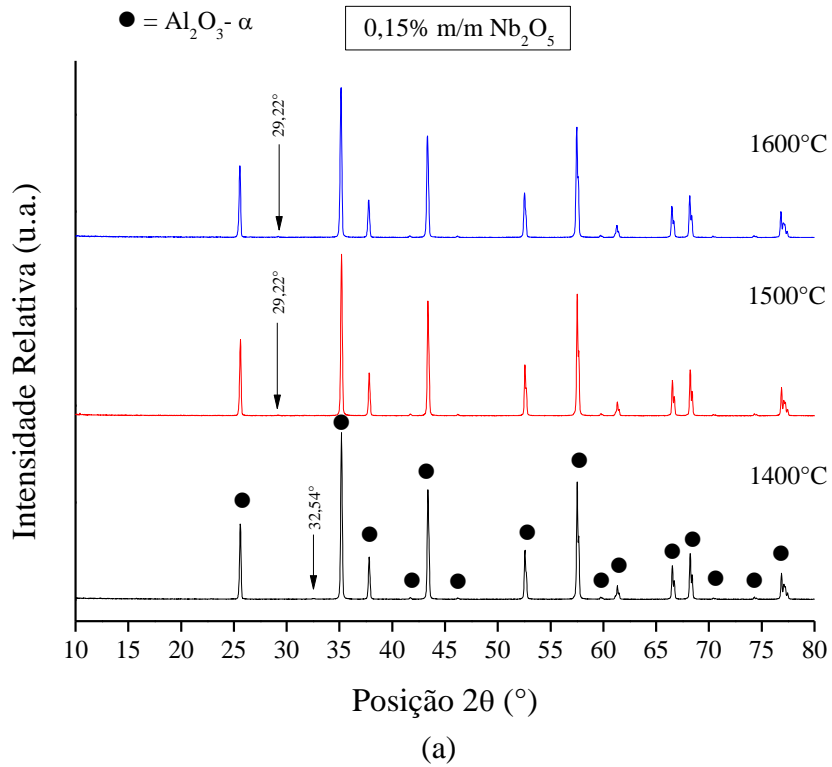 ● = Al₂O₃- α
0,15% m/m Nb₂O₅
29,22°
1600°C
29,22°
1500°C
32,54°
1400°C
Intensidade Relativa (u.a.)
10 15 20 25 30 35 40 45 50 55 60 65 70 75 80
Posição 2θ (°)
(a)